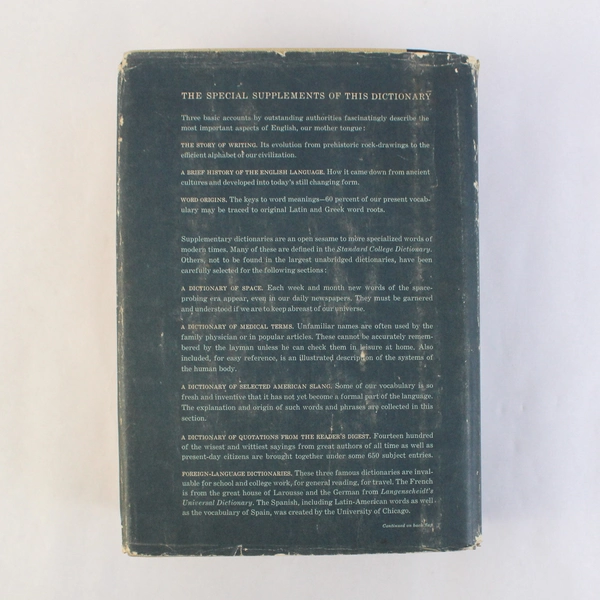 THE SPECIAL SUPPLEMENTS OF THIS DICTIONARY
Three basic accounts by outstanding authorities fascinatingly describe the
most important aspects of English, our mother tongue:
THE STORY OF WRITING. Its evolution from prehistoric rock-drawings to the
efficient alphabet of our civilization.
A BRIEF HISTORY OF THE ENGLISH LANGUAGE. How it came down from ancient
cultures and developed into today's still changing form.
WORD ORIGINS. The keys to word meanings—60 percent of our present vocab-
ulary may be traced to original Latin and Greek word roots.
Supplementary dictionaries are an open sesame to more specialized words of
modern times. Many of these are defined in the Standard College Dictionary.
Others, not to be found in the largest unabridged dictionaries, have been
carefully selected for the following sections:
A DICTIONARY OF SPACE. Each week and month new words of the space-
probing era appear, even in our daily newspapers. They must be garnered
and understood if we are to keep abreast of our universe.
A DICTIONARY OF MEDICAL TERMS. Unfamiliar names are often used by the
family physician or in popular articles. These cannot be accurately remem-
bered by the layman unless he can check them in leisure at home. Also
included, for easy reference, is an illustrated description of the systems of
the human body.
A DICTIONARY OF SELECTED AMERICAN SLANG. Some of our vocabulary is so
fresh and inventive that it has not yet become a formal part of the language.
The explanation and origin of such words and phrases are collected in this
section.
A DICTIONARY OF QUOTATIONS FROM THE READER'S DIGEST. Fourteen hundred
of the wisest and wittiest sayings from great authors of all time as well as
present-day citizens are brought together under some 650 subject entries.
FOREIGN-LANGUAGE DICTIONARIES. These three famous dictionaries are inval-
uable for school and college work, for general reading, for travel. The French
is from the great house of Larousse and the German from Langenscheidt's
Universal Dictionary. The Spanish, including Latin-American words as well
as the vocabulary of Spain, was created by the University of Chicago.
Continued on back flap